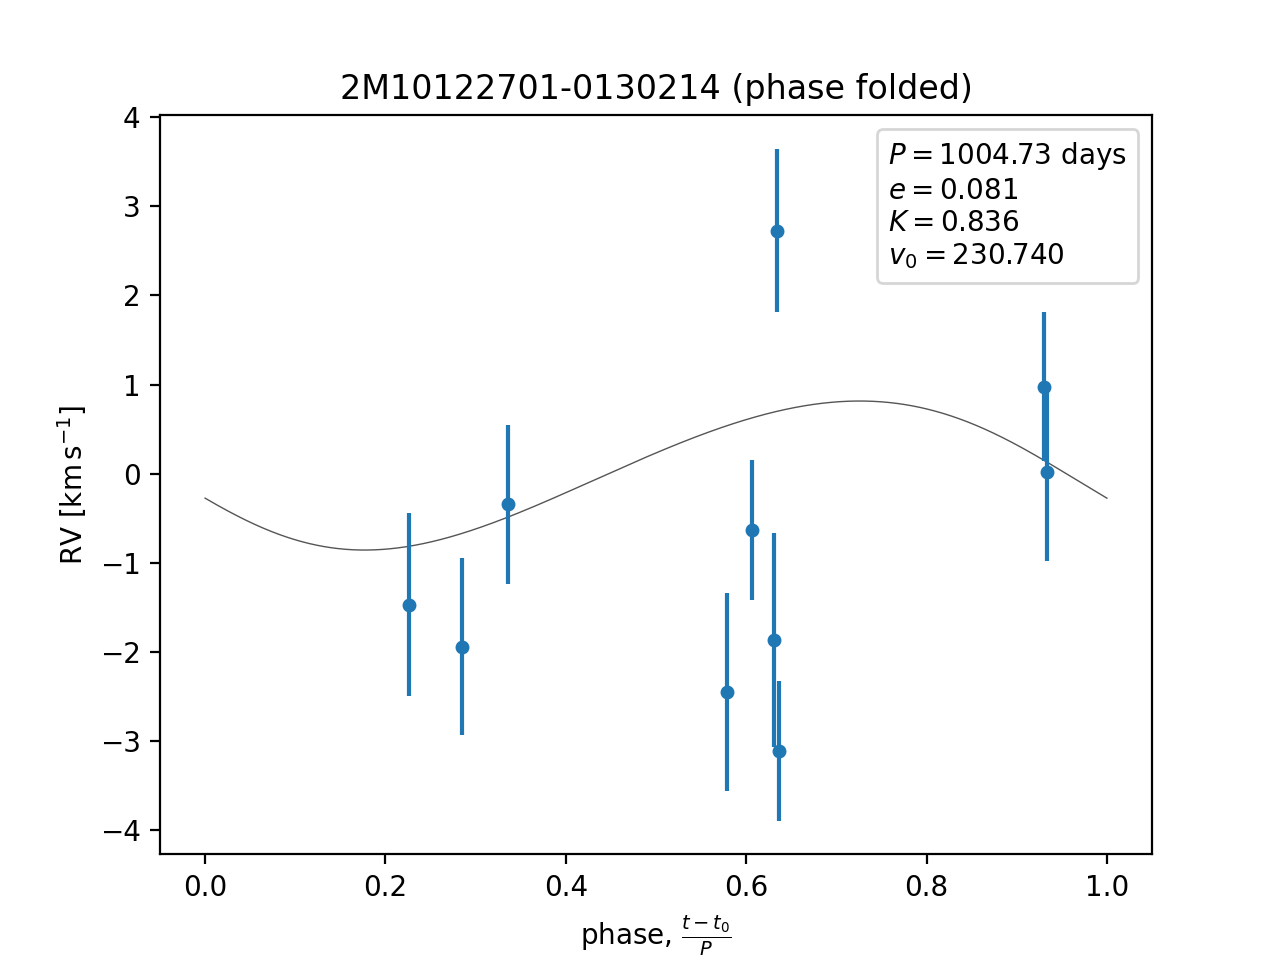 2M10122701-0130214 (phase folded)
P = 1004.73 days
e = 0.081
K = 0.836
v₀ = 230.740
RV [km s⁻¹]
4
3
2
1
0
−1
−2
−3
−4
0.0 0.2 0.4 0.6 0.8 1.0
phase, (t − t₀)/P